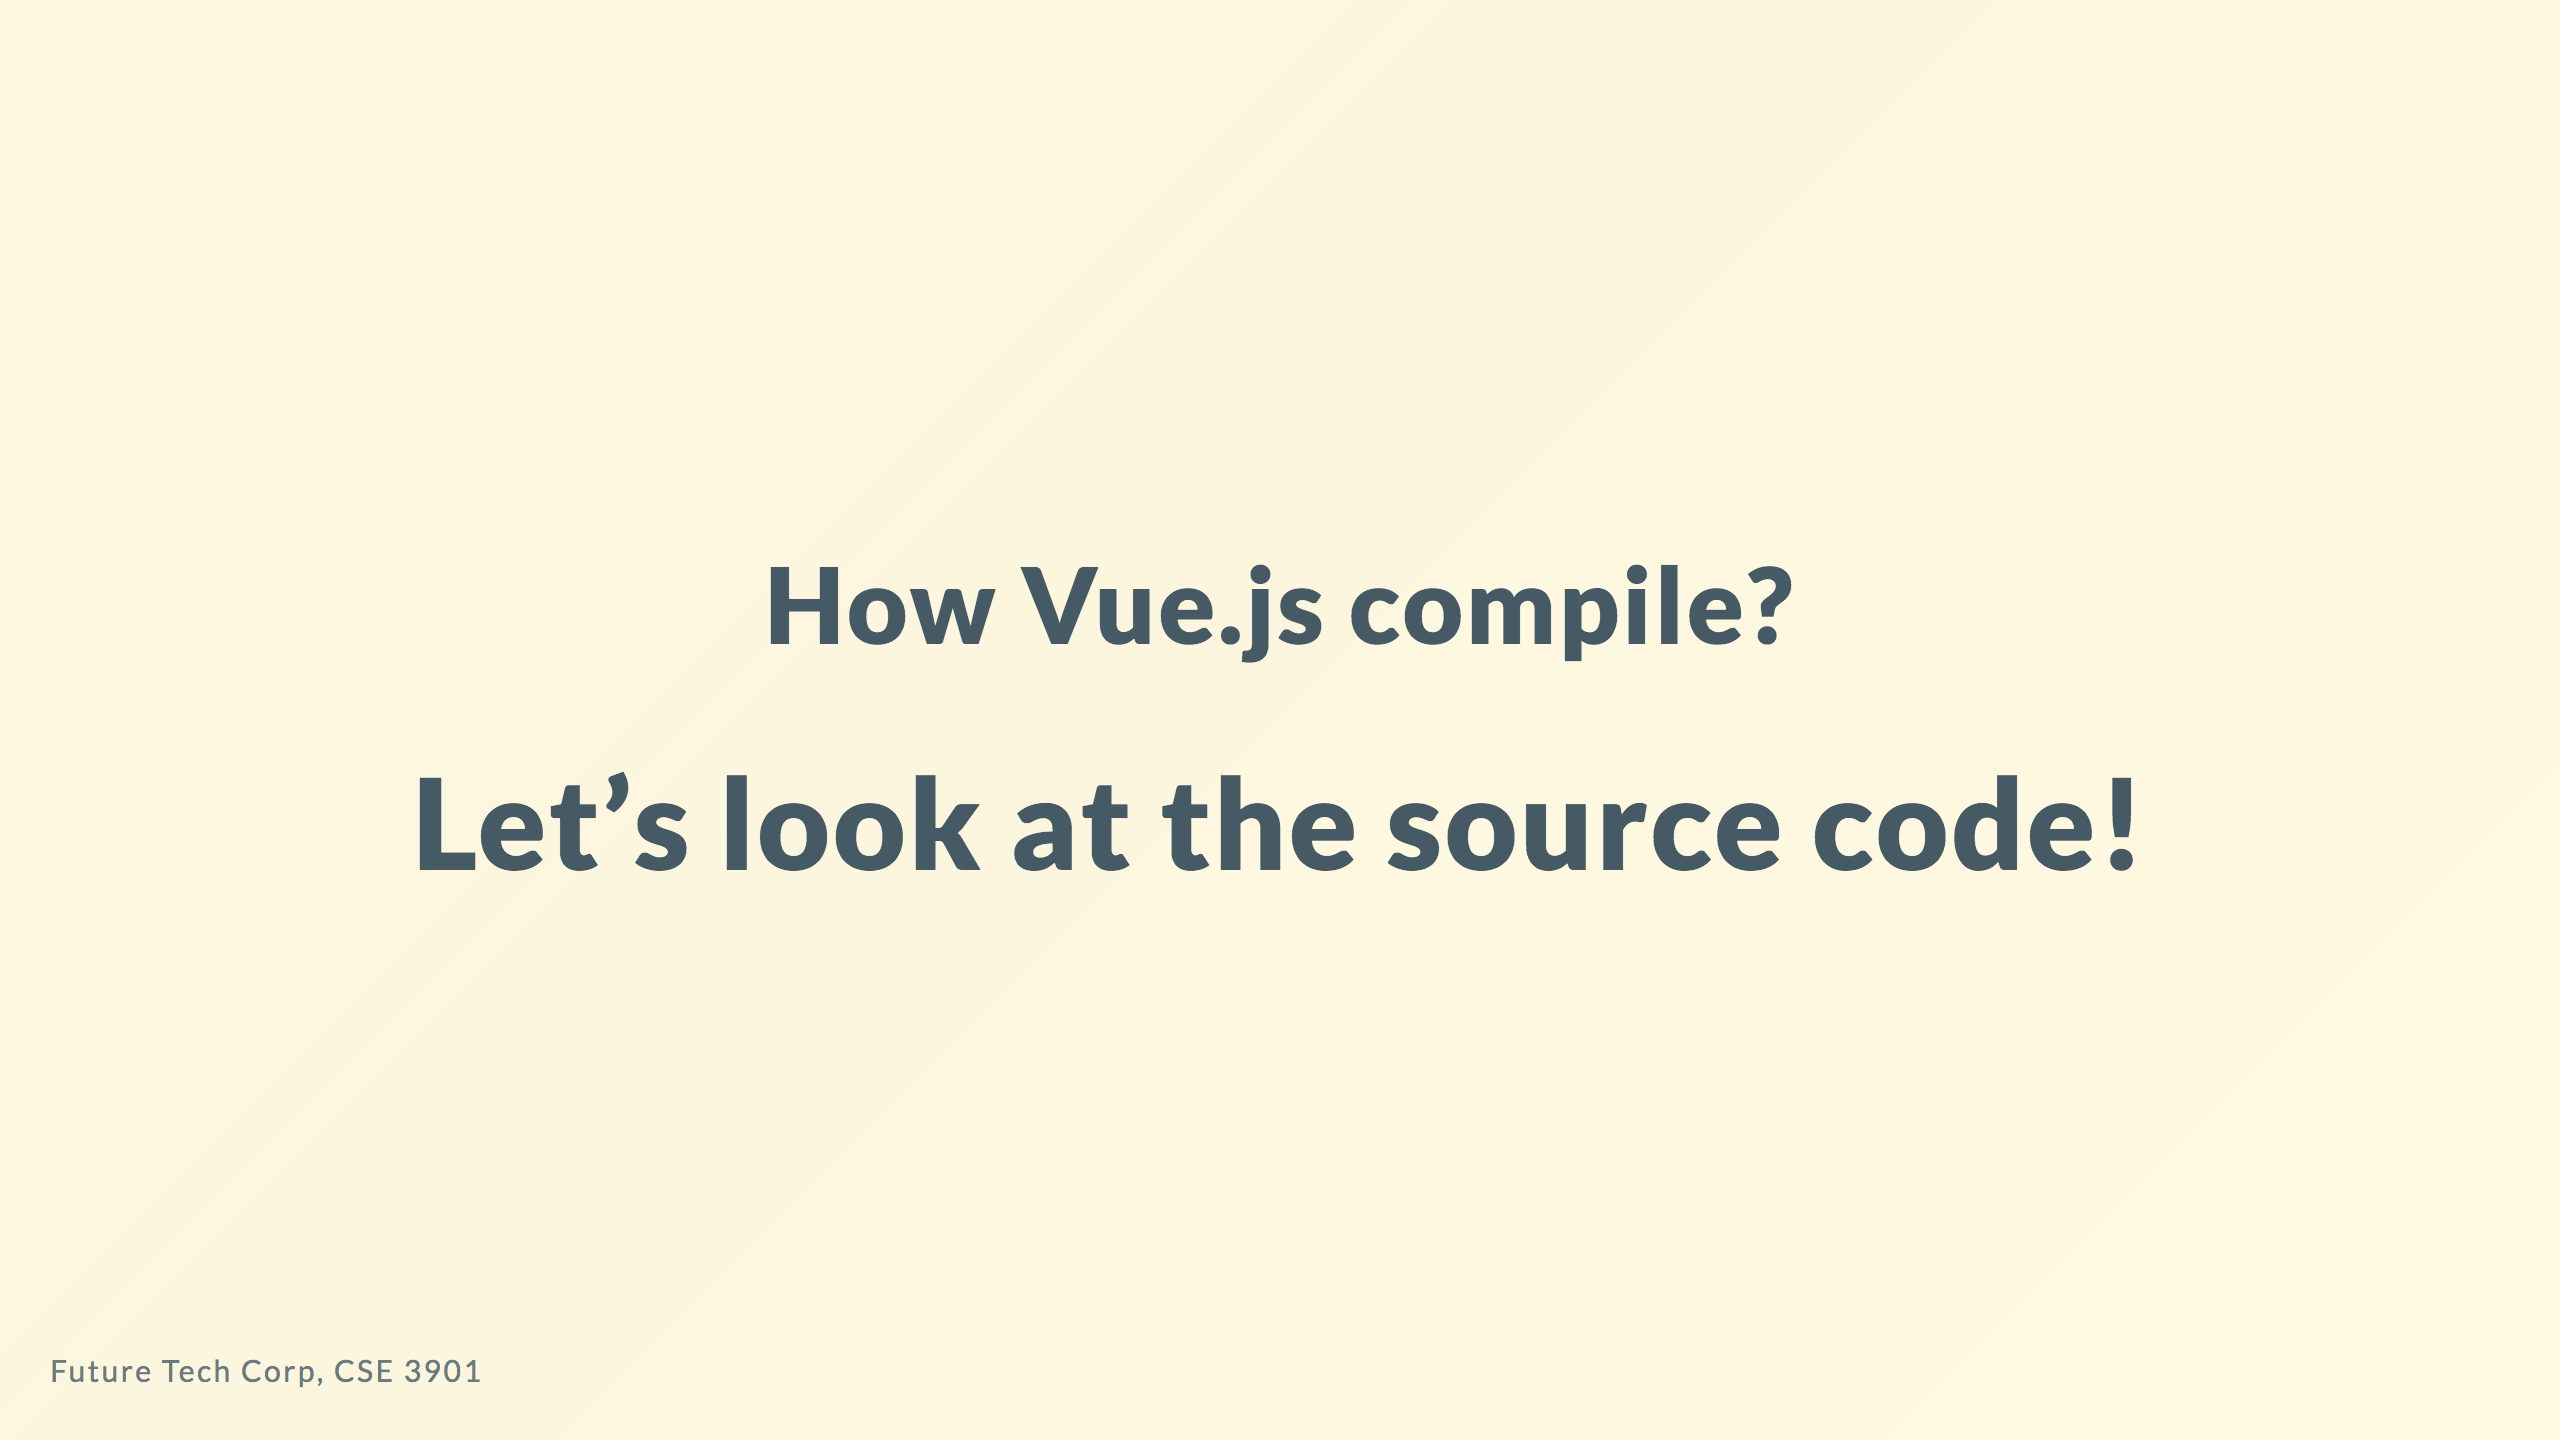 How Vue.js compile?
Let’s look at the source code!
Future Tech Corp, CSE 3901